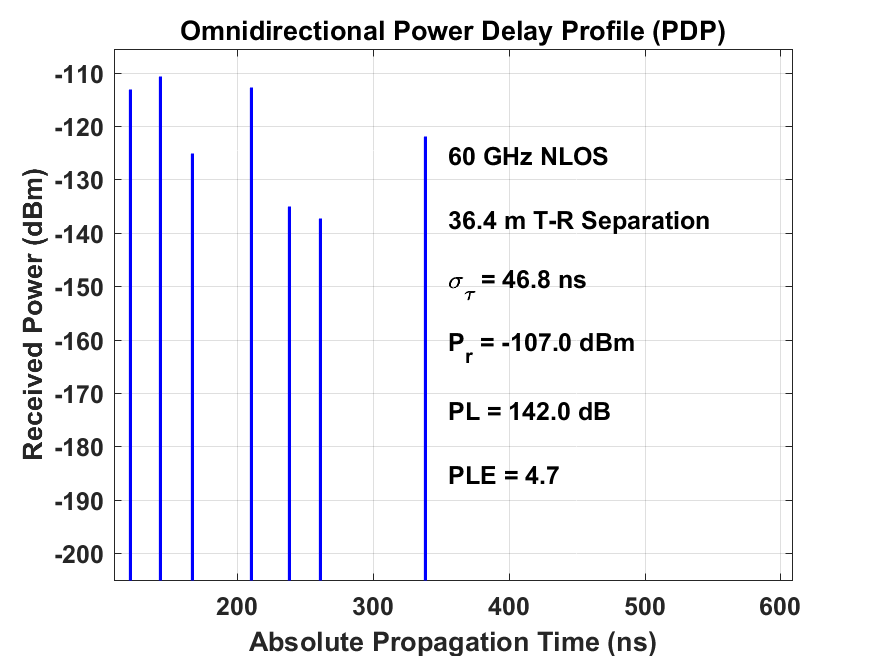 Omnidirectional Power Delay Profile (PDP)
Received Power (dBm)
-110
-120
-130
-140
-150
-160
-170
-180
-190
-200
60 GHz NLOS
36.4 m T-R Separation
σ_τ = 46.8 ns
P_r = -107.0 dBm
PL = 142.0 dB
PLE = 4.7
200 300 400 500 600
Absolute Propagation Time (ns)